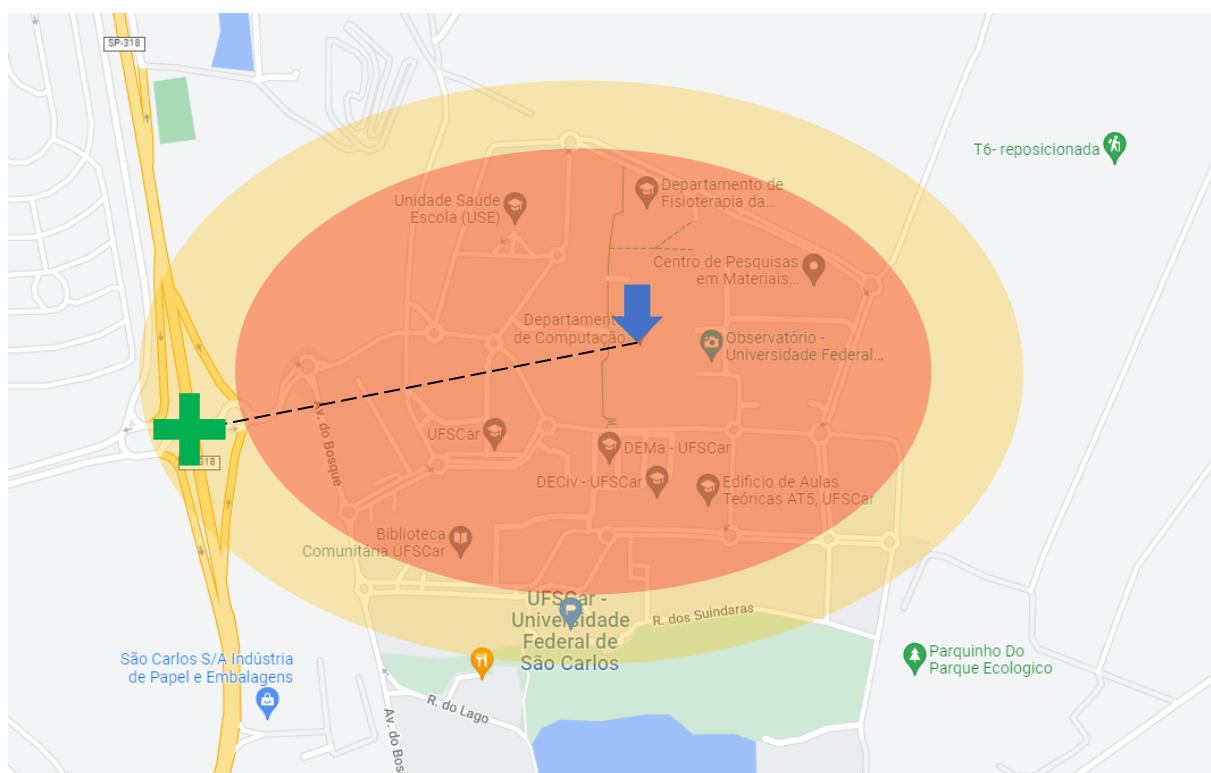 SP-318
T6- reposicionada
Departamento de
Fisioterapia da...
Unidade Saúde
Escola (USE)
Centro de Pesquisas
em Materiais...
Departament
de Computação
Observatório -
Universidade Federal...
Av. do Bosque
UFSCar
DEMa - UFSCar
318
DECiv - UFSCar
Edificio de Aulas
Teóricas AT5, UFSCar
Biblioteca
Comunitária UFSCar
UFSCar -
Universidade
Federal de
São Carlos
R. dos Suindaras
São Carlos S/A Indústria
de Papel e Embalagens
Parquinho Do
Parque Ecologico
R. do Lago
Av. do Bos